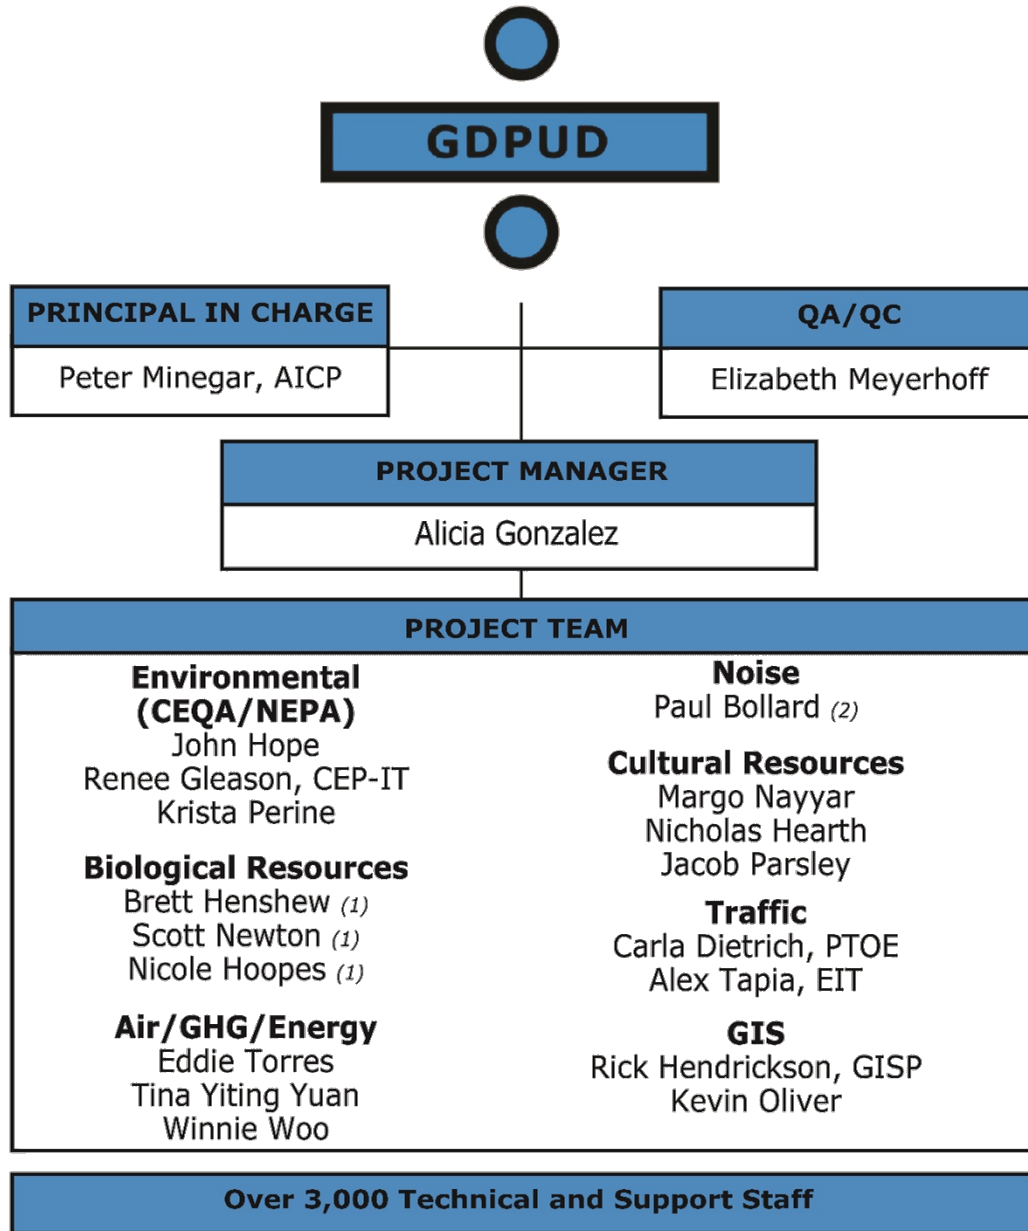 GDPUD
PRINCIPAL IN CHARGE
Peter Minegar, AICP
QA/QC
Elizabeth Meyerhoff
PROJECT MANAGER
Alicia Gonzalez
PROJECT TEAM
Environmental
(CEQA/NEPA)
John Hope
Renee Gleason, CEP-IT
Krista Perine
Biological Resources
Brett Henshew (1)
Scott Newton (1)
Nicole Hoopes (1)
Air/GHG/Energy
Eddie Torres
Tina Yiting Yuan
Winnie Woo
Noise
Paul Bollard (2)
Cultural Resources
Margo Nayyar
Nicholas Hearth
Jacob Parsley
Traffic
Carla Dietrich, PTOE
Alex Tapia, EIT
GIS
Rick Hendrickson, GISP
Kevin Oliver
Over 3,000 Technical and Support Staff